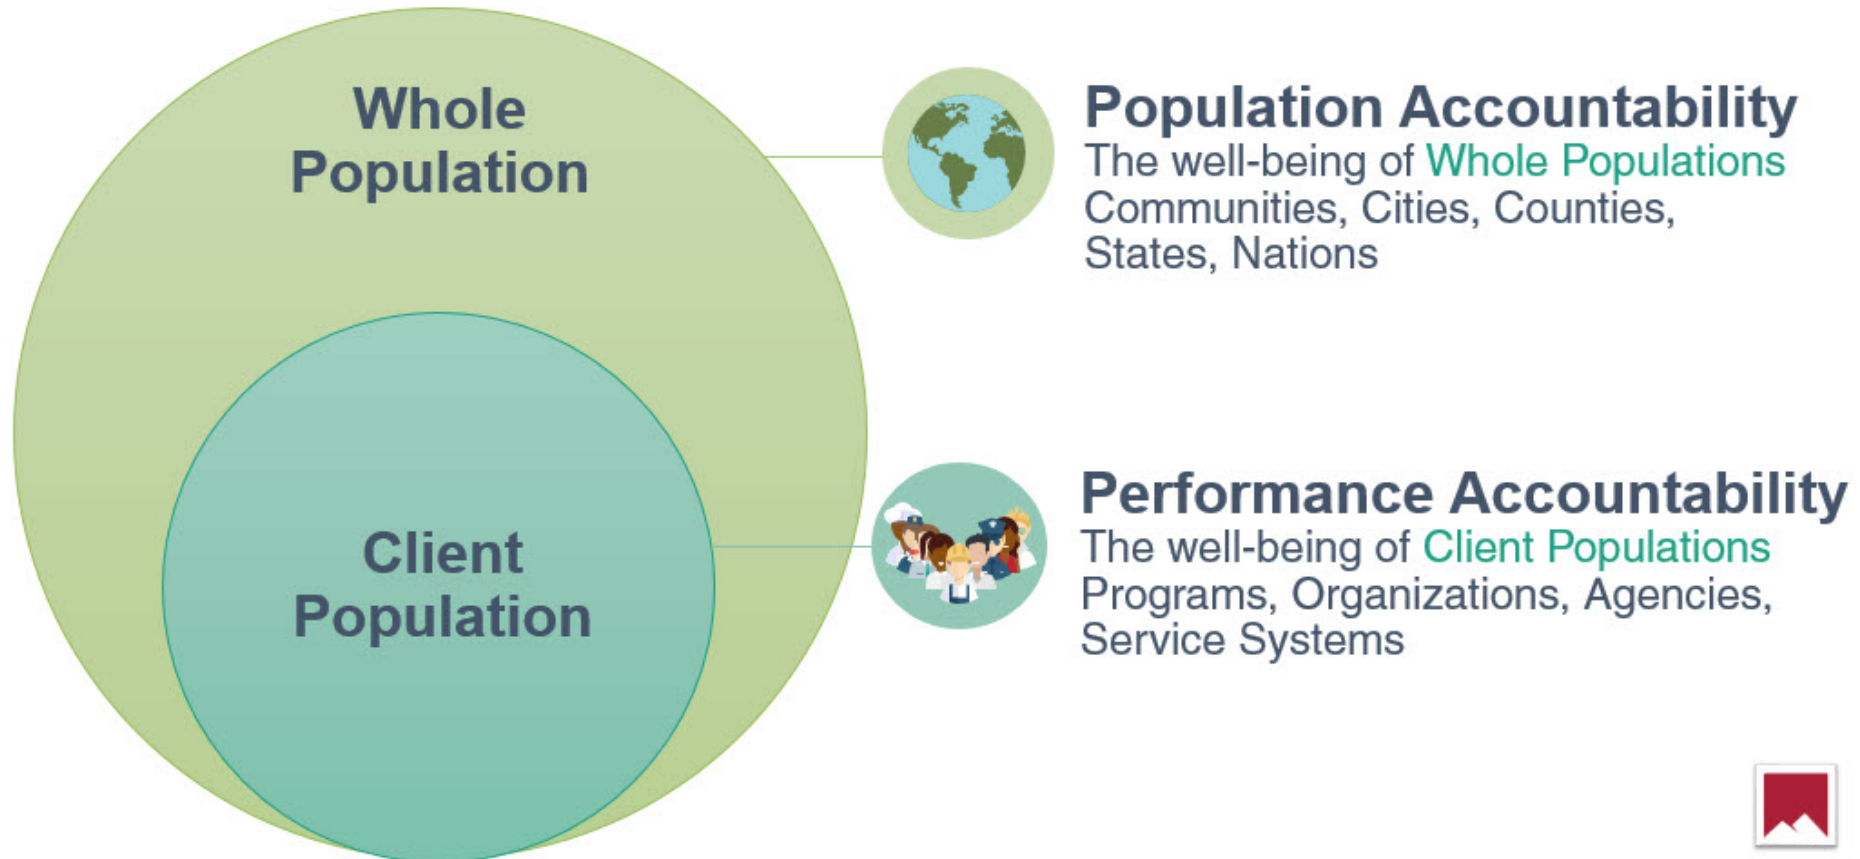 Whole
Population
Client
Population
Population Accountability
The well-being of Whole Populations
Communities, Cities, Counties,
States, Nations
Performance Accountability
The well-being of Client Populations
Programs, Organizations, Agencies,
Service Systems